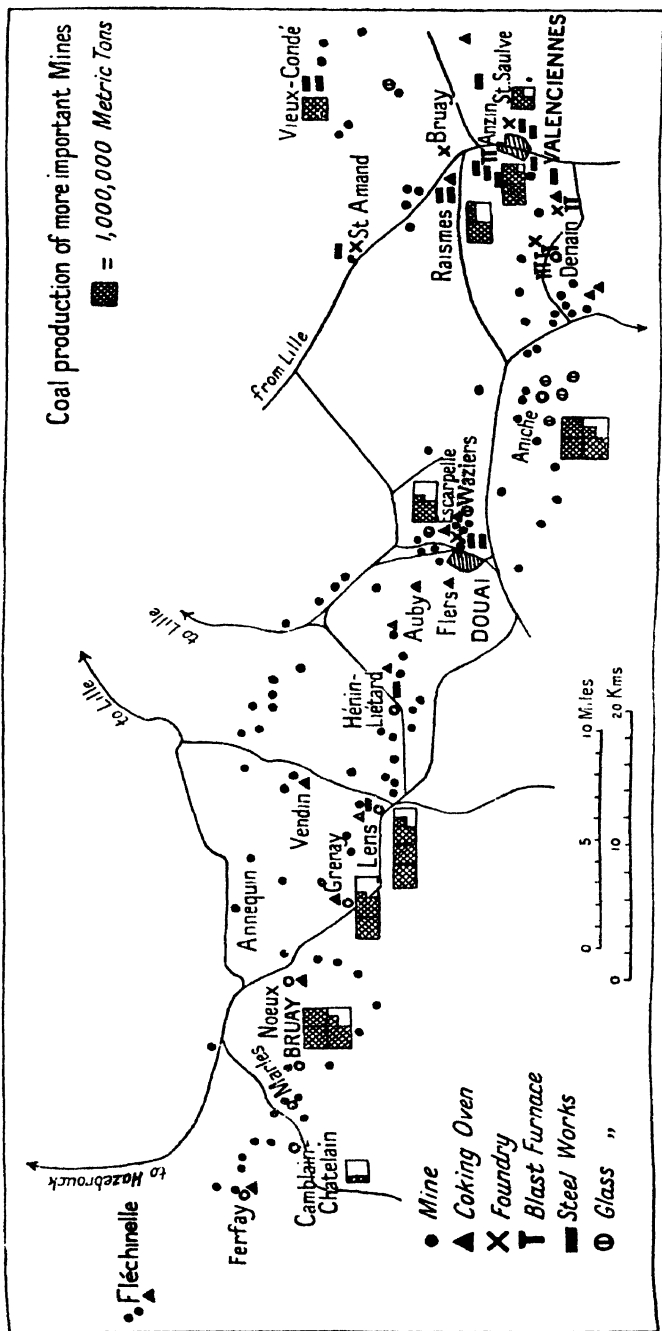 Coal production of more important Mines
= 1,000,000 Metric Tons
to Hazebrouck
to Lille
to Lille
from Lille
Fléchinelle
Ferfay
Camblain-
Chatelain
Marles
Noeux
BRUAY
Annequin
Vendin
Grenay
Lens
Hénin-
Liétard
Auby
Flers
DOUAI
Escarpelle
Waziers
Aniche
St Amand
Vieux-Condé
Bruay
Raismes
Anzin
St. Saulve
VALENCIENNES
Denain
Mine
Coking Oven
Foundry
Blast Furnace
Steel Works
Glass „
0 5 10 Miles
0 10 20 Kms